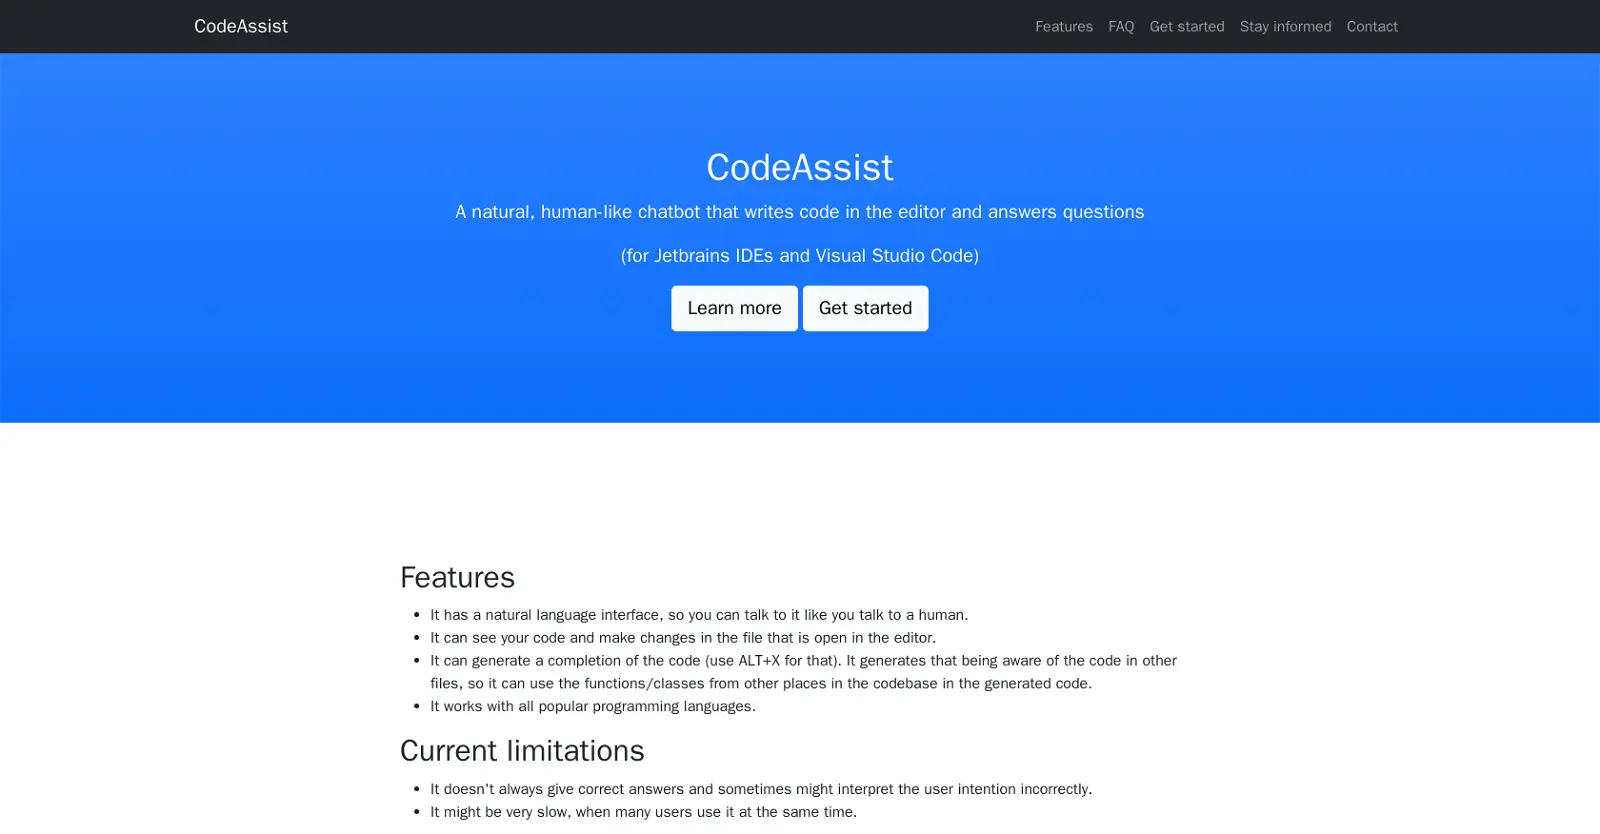 CodeAssist
Features FAQ Get started Stay informed Contact
CodeAssist
A natural, human-like chatbot that writes code in the editor and answers questions
(for Jetbrains IDEs and Visual Studio Code)
Learn more Get started
Features
• It has a natural language interface, so you can talk to it like you talk to a human.
• It can see your code and make changes in the file that is open in the editor.
• It can generate a completion of the code (use ALT+X for that). It generates that being aware of the code in other
files, so it can use the functions/classes from other places in the codebase in the generated code.
• It works with all popular programming languages.
Current limitations
• It doesn't always give correct answers and sometimes might interpret the user intention incorrectly.
• It might be very slow, when many users use it at the same time.